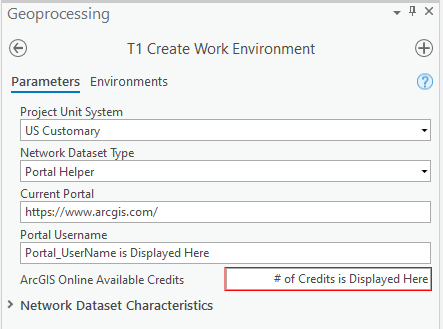 Geoprocessing
T1 Create Work Environment
Parameters Environments
?
Project Unit System
US Customary
Network Dataset Type
Portal Helper
Current Portal
https://www.arcgis.com/
Portal Username
Portal_UserName is Displayed Here
ArcGIS Online Available Credits # of Credits is Displayed Here
Network Dataset Characteristics